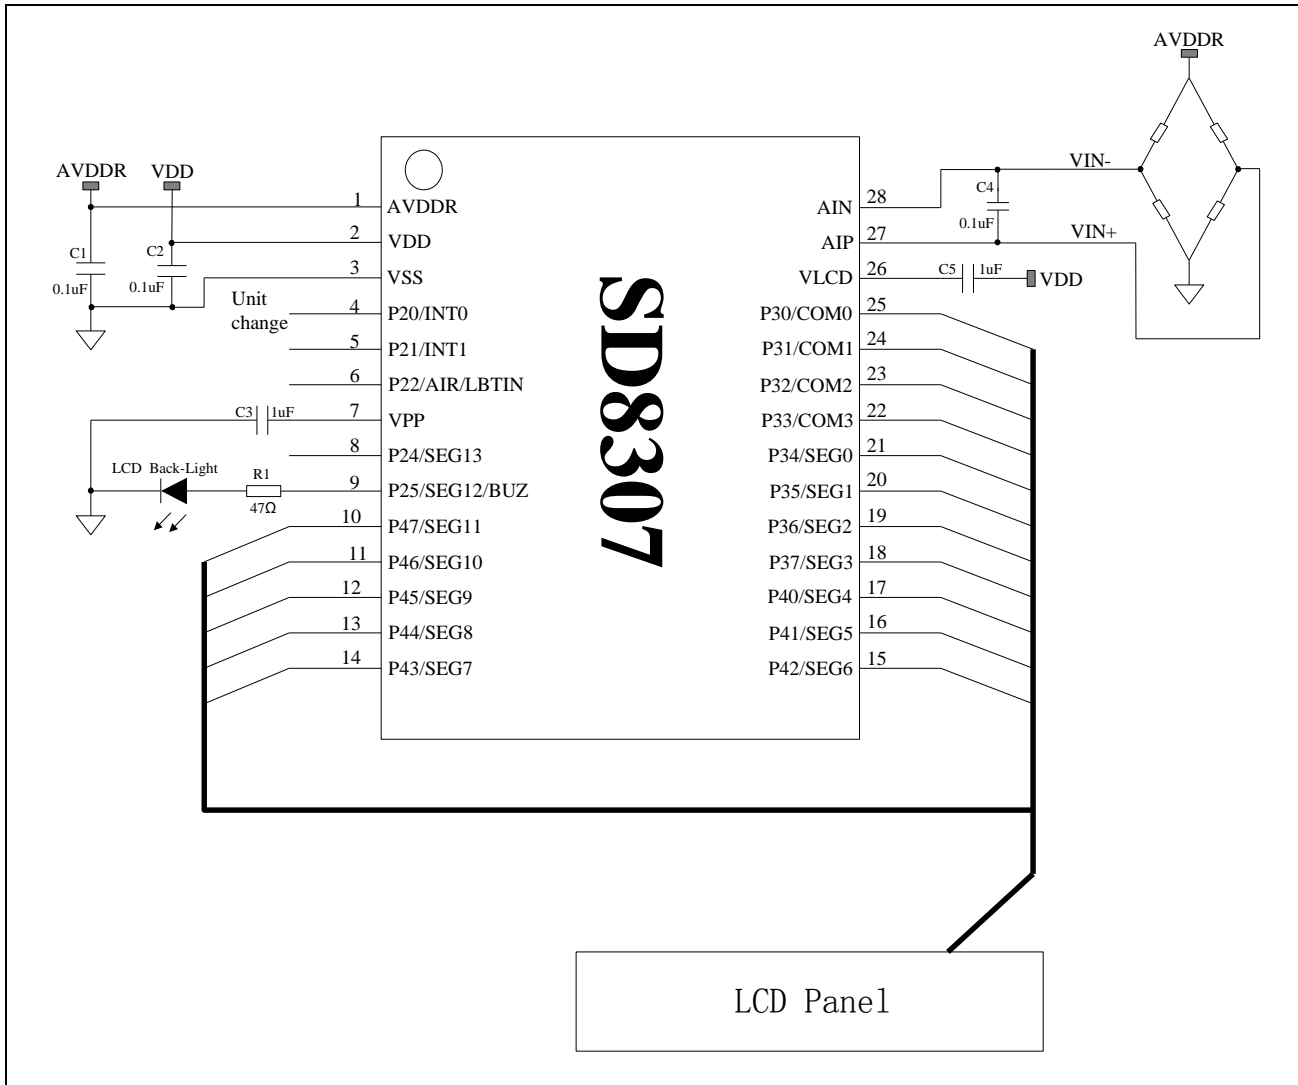 AVDDR
AVDDR
VDD
VIN-
1
AVDDR
AIN
28
C4
0.1uF
2
VDD
AIP
27
VIN+
C1
0.1uF
C2
0.1uF
3
VSS
VLCD
26
C5
1uF
VDD
Unit
change
4
P20/INT0
P30/COM0
25
5
P21/INT1
P31/COM1
24
6
P22/AIR/LBTIN
P32/COM2
23
C3
1uF
7
VPP
P33/COM3
22
8
P24/SEG13
P34/SEG0
21
LCD Back-Light
R1
47Ω
9
P25/SEG12/BUZ
P35/SEG1
20
10
P47/SEG11
P36/SEG2
19
11
P46/SEG10
P37/SEG3
18
12
P45/SEG9
P40/SEG4
17
13
P44/SEG8
P41/SEG5
16
14
P43/SEG7
P42/SEG6
15
SD8307
LCD Panel